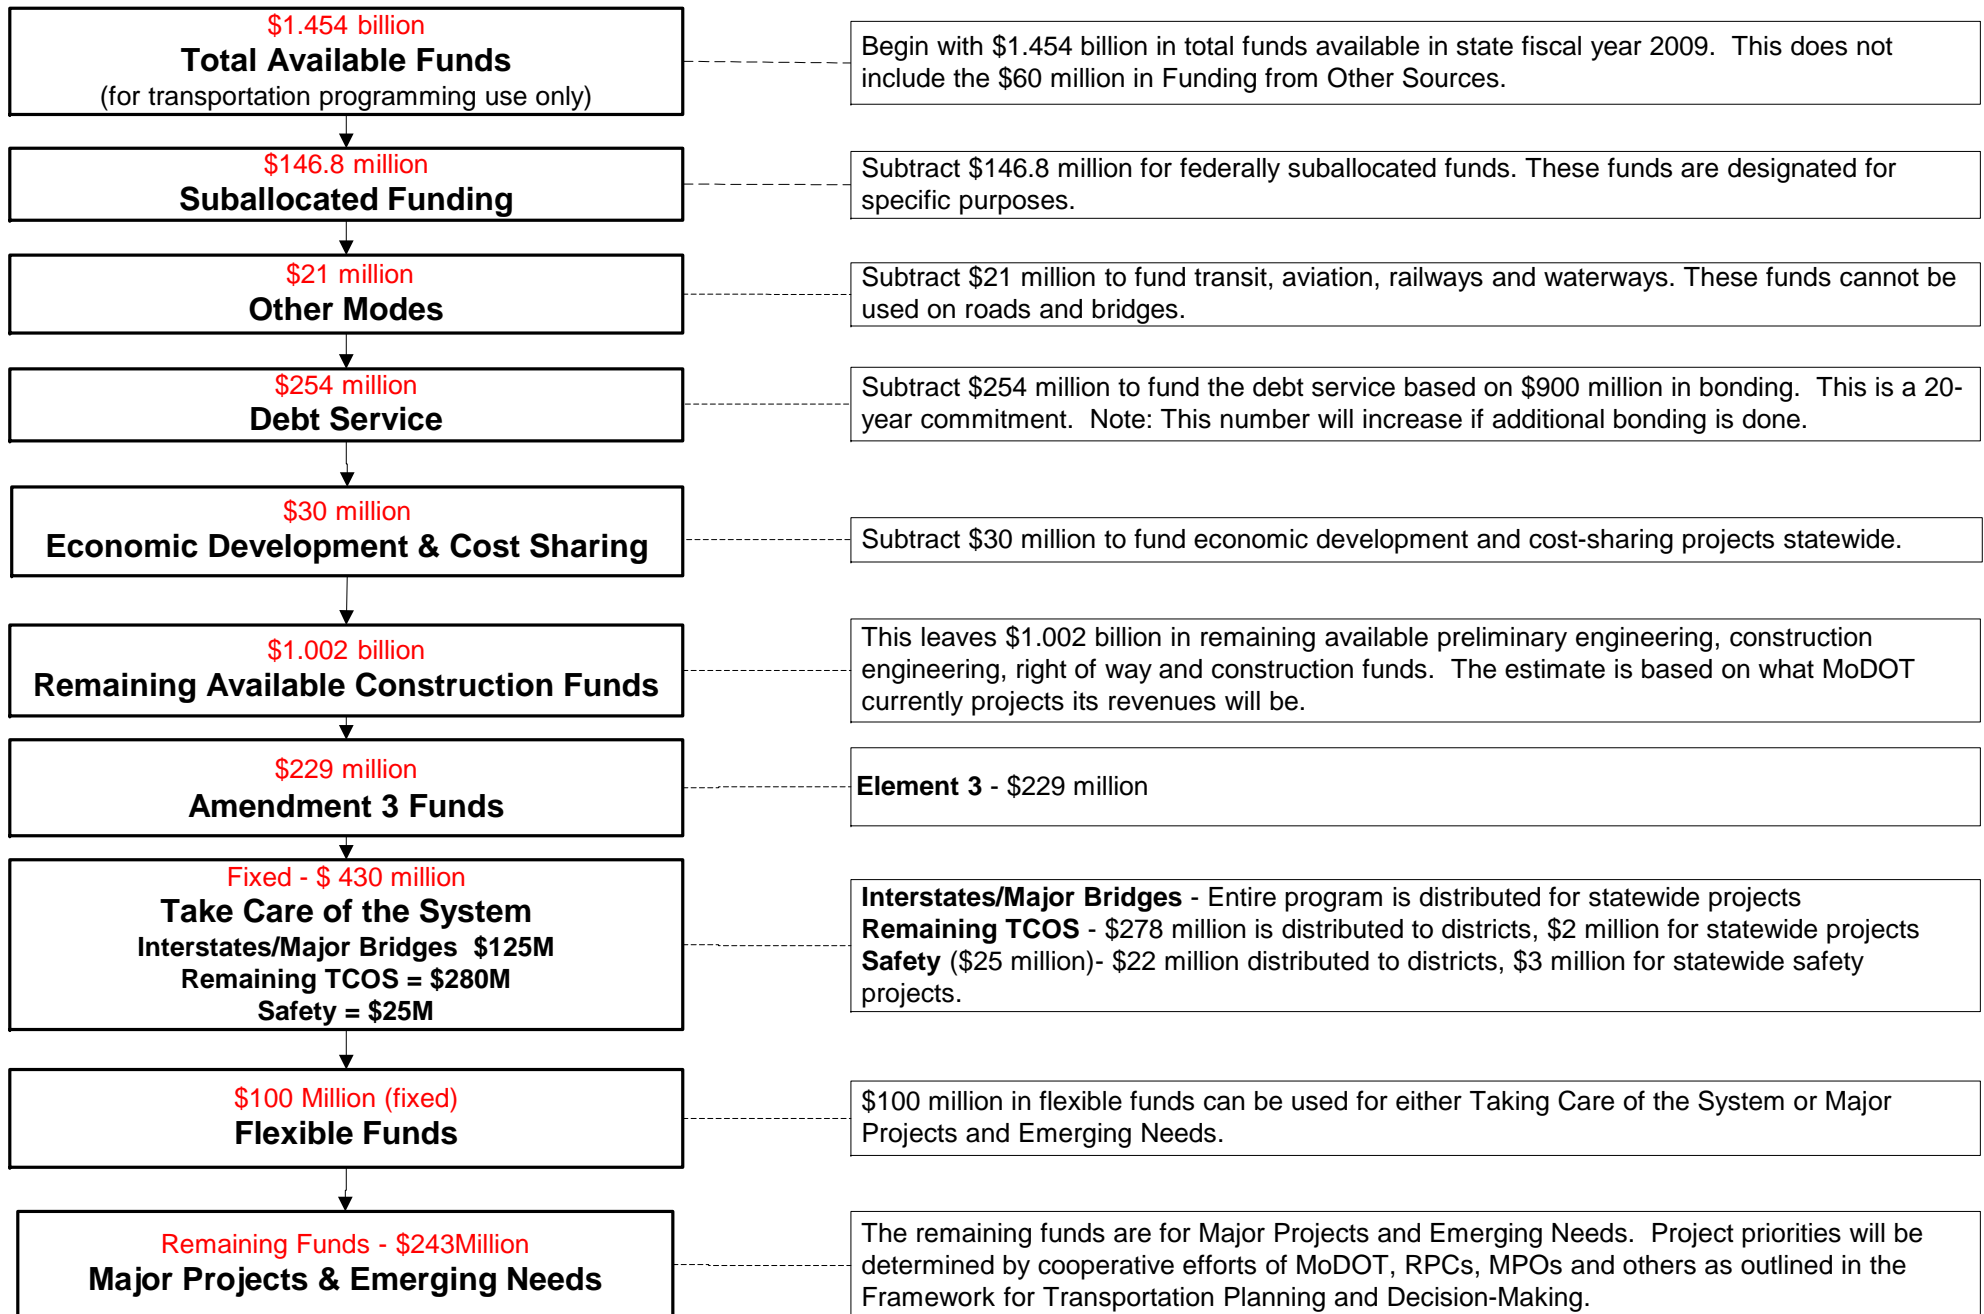 $1.454 billion
Total Available Funds
(for transportation programming use only)
Begin with $1.454 billion in total funds available in state fiscal year 2009.  This does not
include the $60 million in Funding from Other Sources.
$146.8 million
Suballocated Funding
Subtract $146.8 million for federally suballocated funds. These funds are designated for
specific purposes.
$21 million
Other Modes
Subtract $21 million to fund transit, aviation, railways and waterways. These funds cannot be
used on roads and bridges.
$254 million
Debt Service
Subtract $254 million to fund the debt service based on $900 million in bonding.  This is a 20-
year commitment.  Note: This number will increase if additional bonding is done.
$30 million
Economic Development & Cost Sharing
Subtract $30 million to fund economic development and cost-sharing projects statewide.
$1.002 billion
Remaining Available Construction Funds
This leaves $1.002 billion in remaining available preliminary engineering, construction
engineering, right of way and construction funds.  The estimate is based on what MoDOT
currently projects its revenues will be.
$229 million
Amendment 3 Funds
Element 3 - $229 million
Fixed - $ 430 million
Take Care of the System
Interstates/Major Bridges  $125M
Remaining TCOS = $280M
Safety = $25M
Interstates/Major Bridges - Entire program is distributed for statewide projects
Remaining TCOS - $278 million is distributed to districts, $2 million for statewide projects
Safety ($25 million)- $22 million distributed to districts, $3 million for statewide safety
projects.
$100 Million (fixed)
Flexible Funds
$100 million in flexible funds can be used for either Taking Care of the System or Major
Projects and Emerging Needs.
Remaining Funds - $243Million
Major Projects & Emerging Needs
The remaining funds are for Major Projects and Emerging Needs.  Project priorities will be
determined by cooperative efforts of MoDOT, RPCs, MPOs and others as outlined in the
Framework for Transportation Planning and Decision-Making.